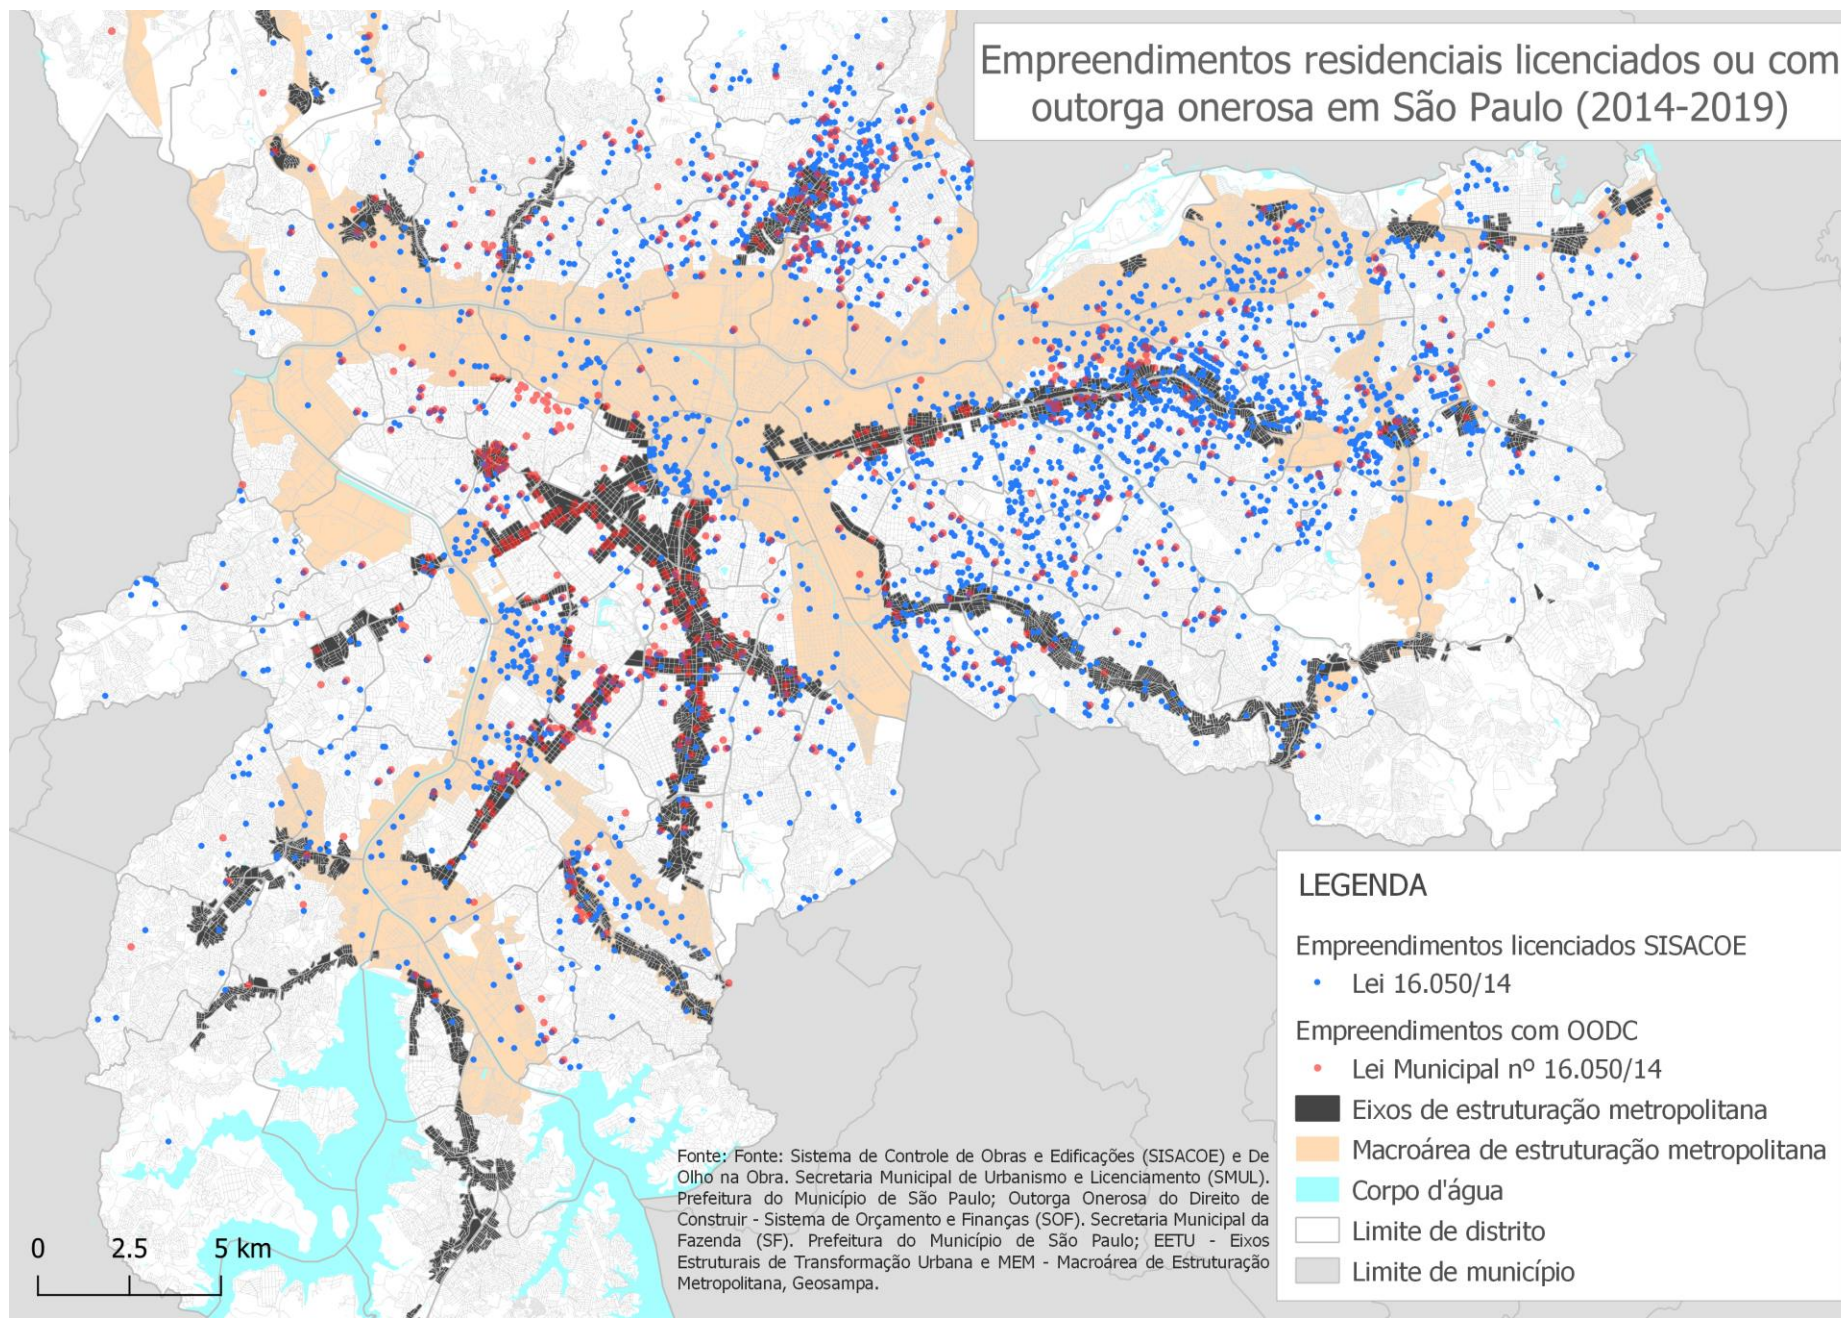 Empreendimentos residenciais licenciados ou com
outorga onerosa em São Paulo (2014-2019)
LEGENDA
Empreendimentos licenciados SISACOE
Lei 16.050/14
Empreendimentos com OODC
Lei Municipal nº 16.050/14
Eixos de estruturação metropolitana
Macroárea de estruturação metropolitana
Corpo d'água
Limite de distrito
Limite de município
Fonte: Fonte: Sistema de Controle de Obras e Edificações (SISACOE) e De
Olho na Obra. Secretaria Municipal de Urbanismo e Licenciamento (SMUL).
Prefeitura do Município de São Paulo; Outorga Onerosa do Direito de
Construir - Sistema de Orçamento e Finanças (SOF). Secretaria Municipal da
Fazenda (SF). Prefeitura do Município de São Paulo; EETU - Eixos
Estruturais de Transformação Urbana e MEM - Macroárea de Estruturação
Metropolitana, Geosampa.
0 2.5 5 km